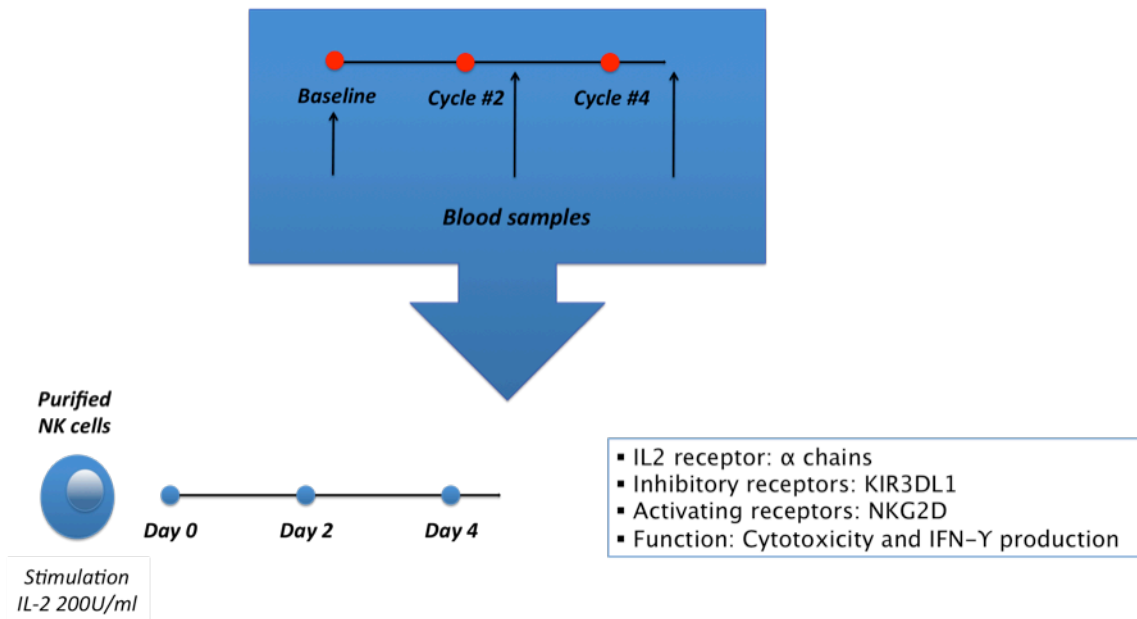 Baseline
Cycle #2
Cycle #4
Blood samples
Purified
NK cells
Day 0
Day 2
Day 4
Stimulation
IL-2 200U/ml
▪ IL2 receptor: α chains
▪ Inhibitory receptors: KIR3DL1
▪ Activating receptors: NKG2D
▪ Function: Cytotoxicity and IFN-ϒ production